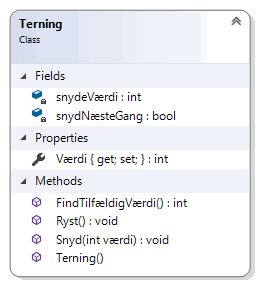 Terning
Class
Fields
snydeVærdi : int
snydNæsteGang : bool
Properties
Værdi { get; set; } : int
Methods
FindTilfældigVærdi() : int
Ryst() : void
Snyd(int værdi) : void
Terning()